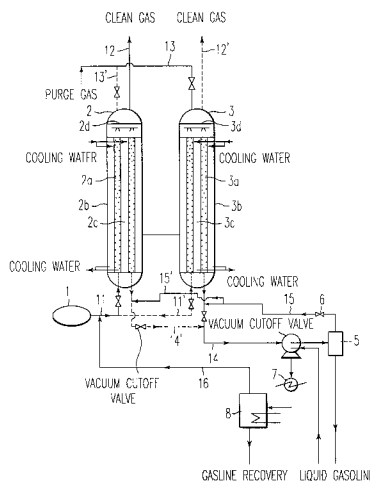 CLEAN GAS CLEAN GAS
12 13 12'
13'
PURGE GAS
2 3
2d 3d
COOLING WATFR COOLING WATER
2a 3a
2b 3b
2c 3c
COOLING WATER
COOLING WATER
1 11 15' 11' 15 6
VACUUM CUTOFF VALVE
'4' 14 5
VACUUM CUTOFF
VALVE
16 7
8
GASLINE RECOVERY LIQUID GASOLINE